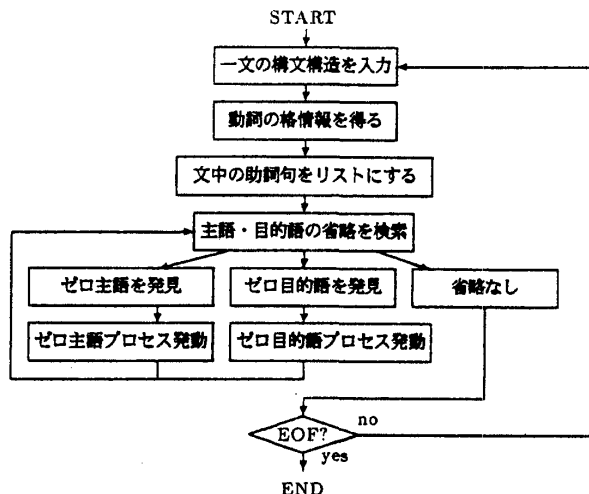 START
一文の構文構造を入力
動詞の格情報を得る
文中の助詞句をリストにする
主語・目的語の省略を検索
ゼロ主語を発見
ゼロ目的語を発見
省略なし
ゼロ主語プロセス発動
ゼロ目的語プロセス発動
EOF?
no
yes
END